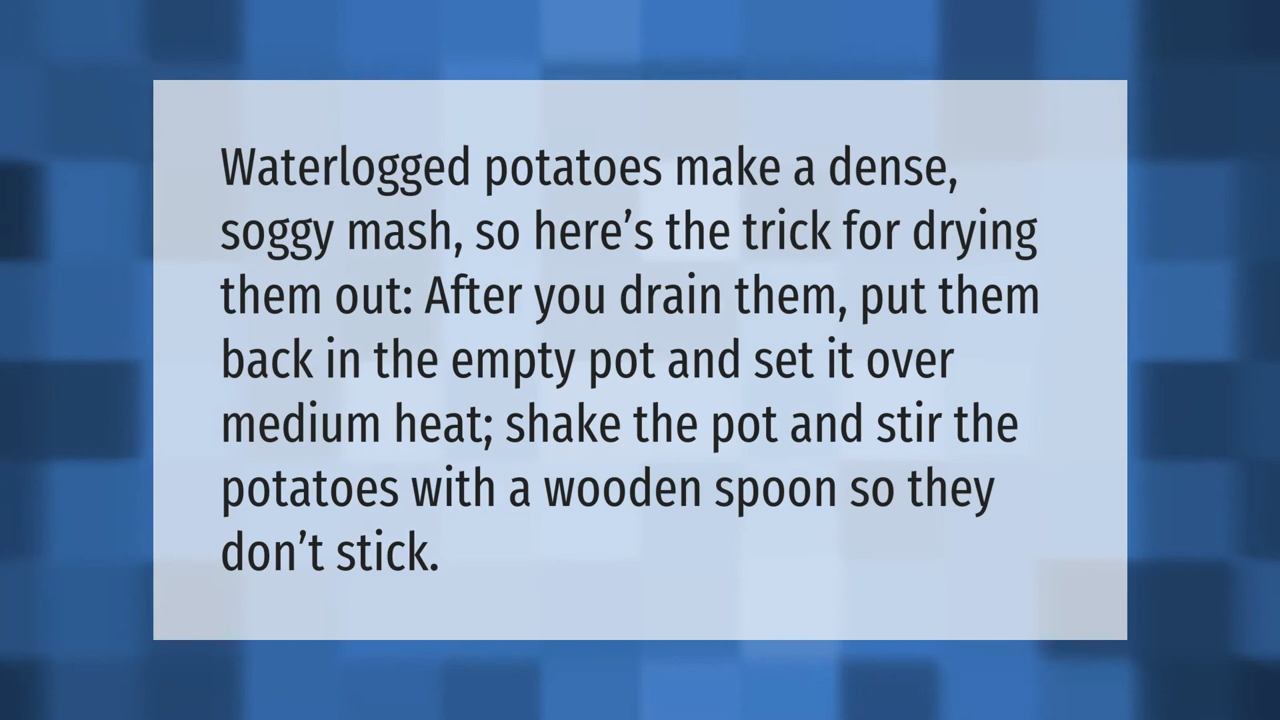 Waterlogged potatoes make a dense,
soggy mash, so here’s the trick for drying
them out: After you drain them, put them
back in the empty pot and set it over
medium heat; shake the pot and stir the
potatoes with a wooden spoon so they
don’t stick.